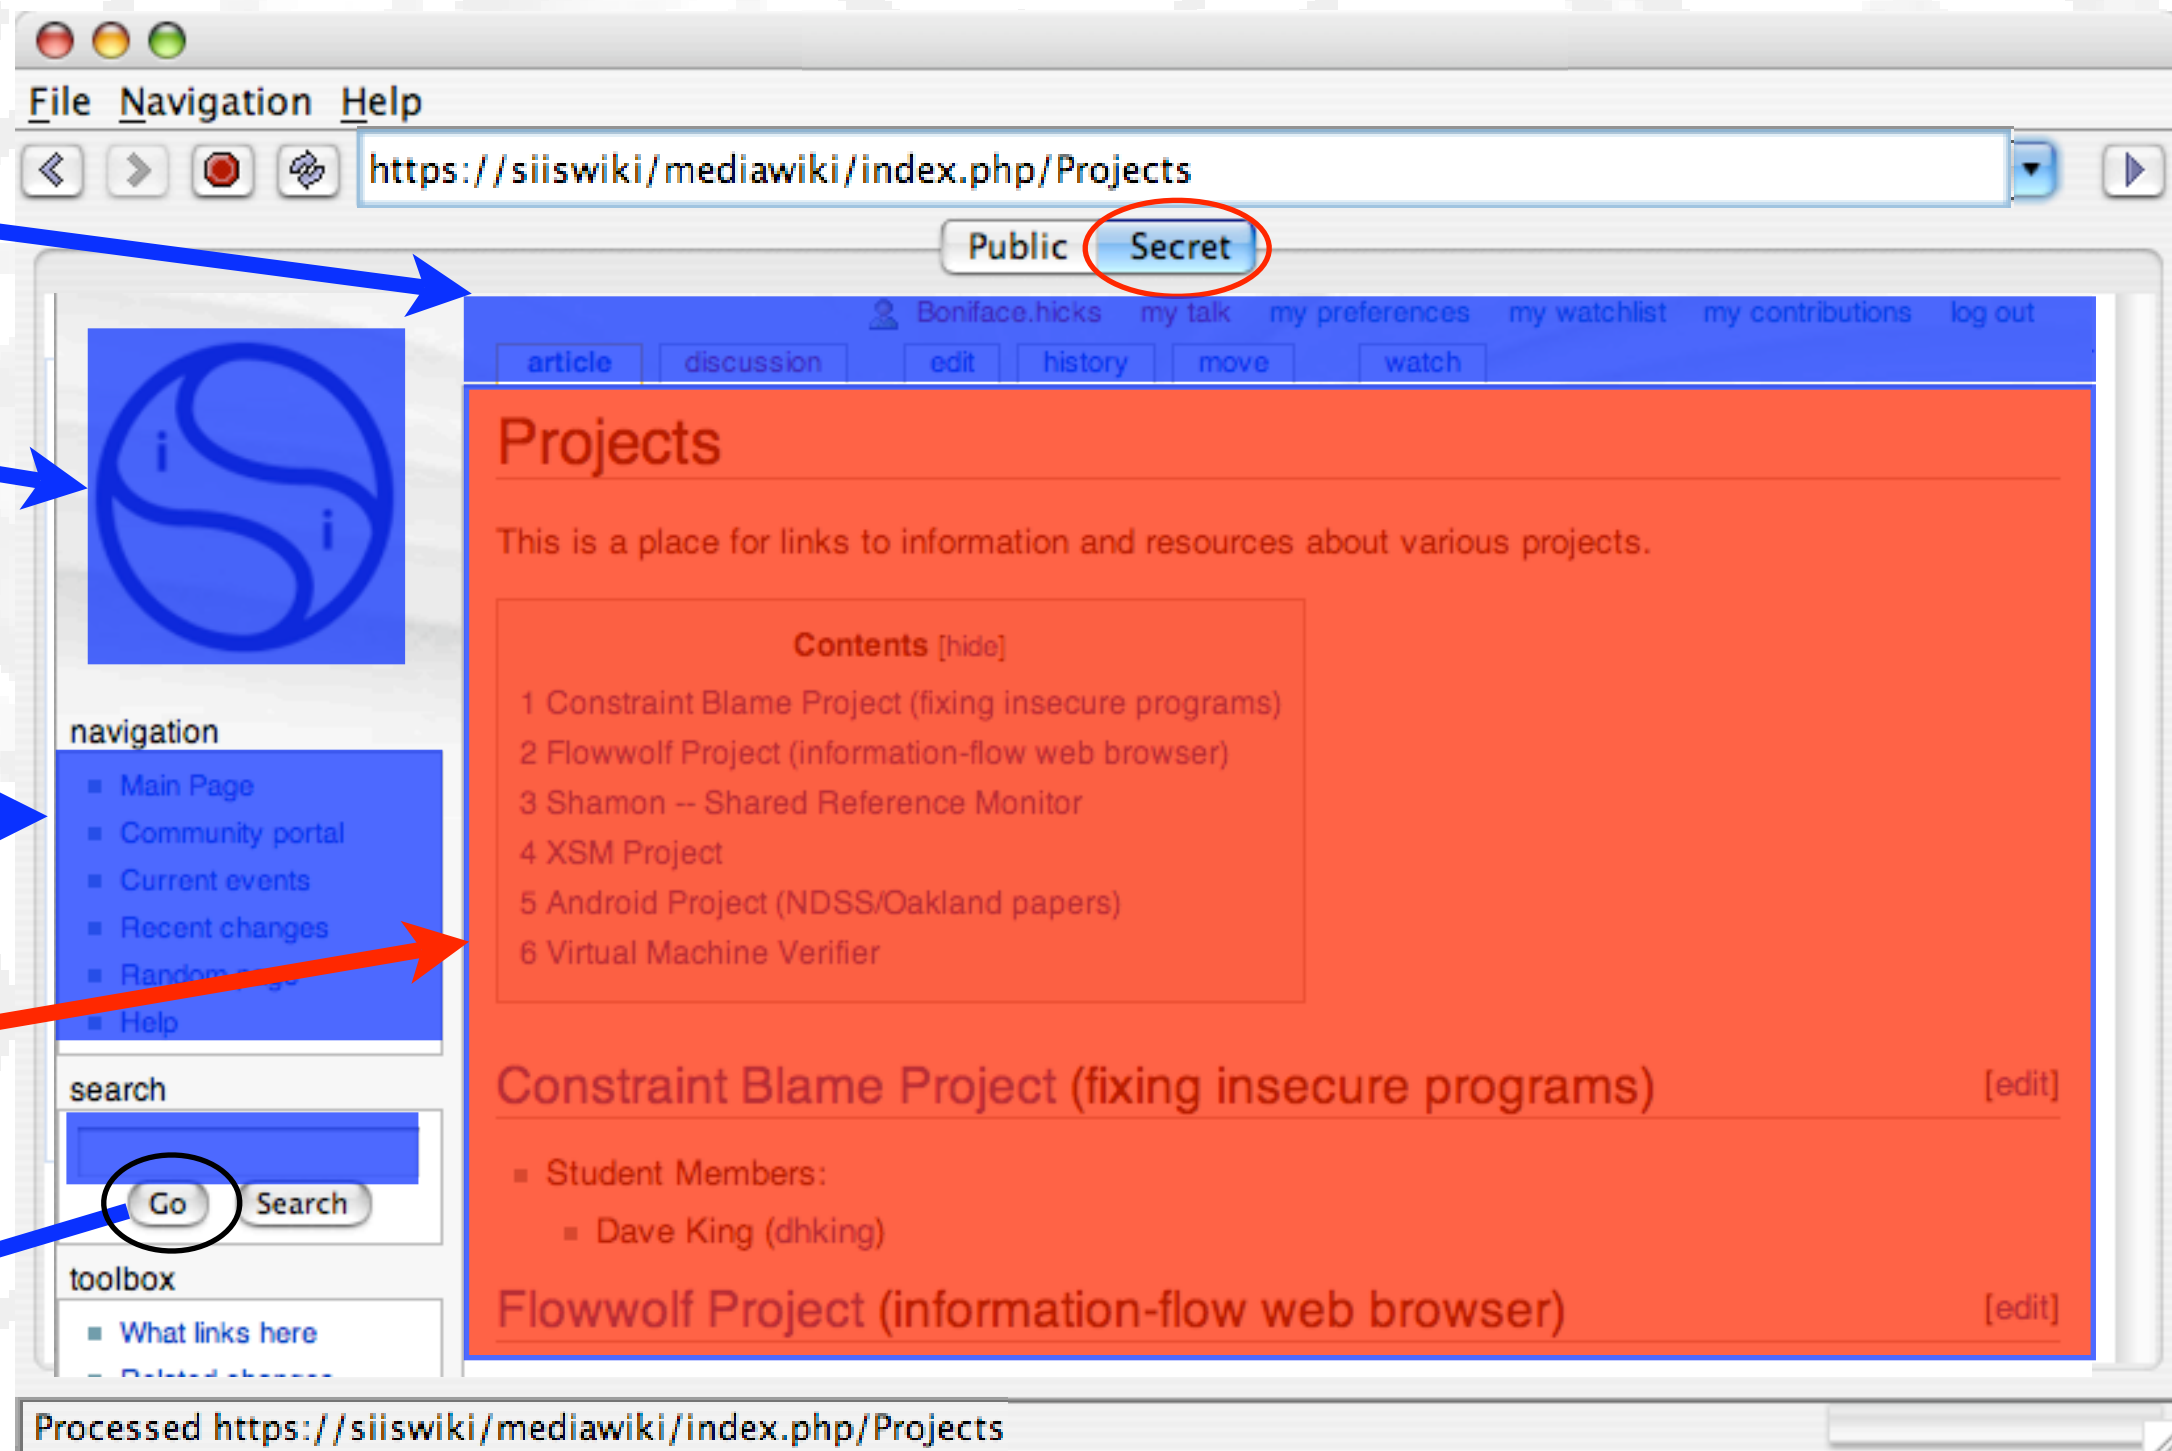 File Navigation Help
https://siiswiki/mediawiki/index.php/Projects
Public Secret
Boniface.hicks my talk my preferences my watchlist my contributions log out
article discussion edit history move watch
i
i
navigation
Main Page
Community portal
Current events
Recent changes
Random page
Help
search
Go Search
toolbox
What links here
Related changes
Projects
This is a place for links to information and resources about various projects.
Contents [hide]
1 Constraint Blame Project (fixing insecure programs)
2 Flowwolf Project (information-flow web browser)
3 Shamon -- Shared Reference Monitor
4 XSM Project
5 Android Project (NDSS/Oakland papers)
6 Virtual Machine Verifier
Constraint Blame Project (fixing insecure programs) [edit]
Student Members:
Dave King (dhking)
Flowwolf Project (information-flow web browser) [edit]
Processed https://siiswiki/mediawiki/index.php/Projects